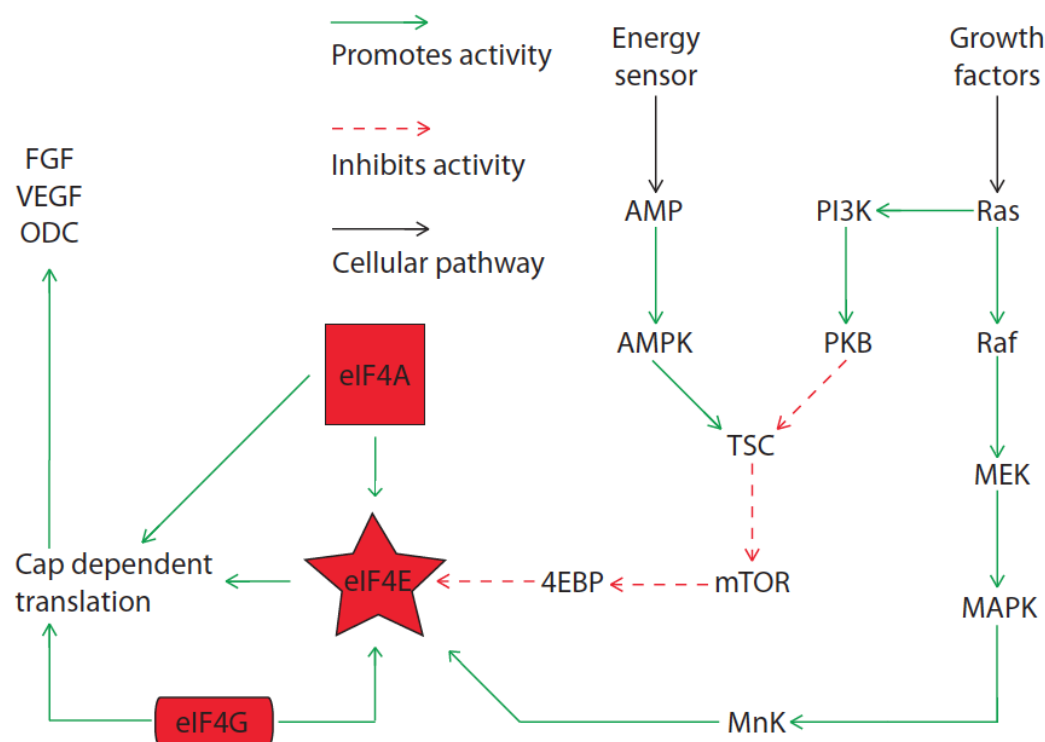 Promotes activity
Inhibits activity
Cellular pathway
Energy
sensor
Growth
factors
FGF
VEGF
ODC
AMP
PI3K
Ras
AMPK
PKB
Raf
eIF4A
TSC
MEK
Cap dependent
translation
eIF4E
4EBP
mTOR
MAPK
eIF4G
MnK